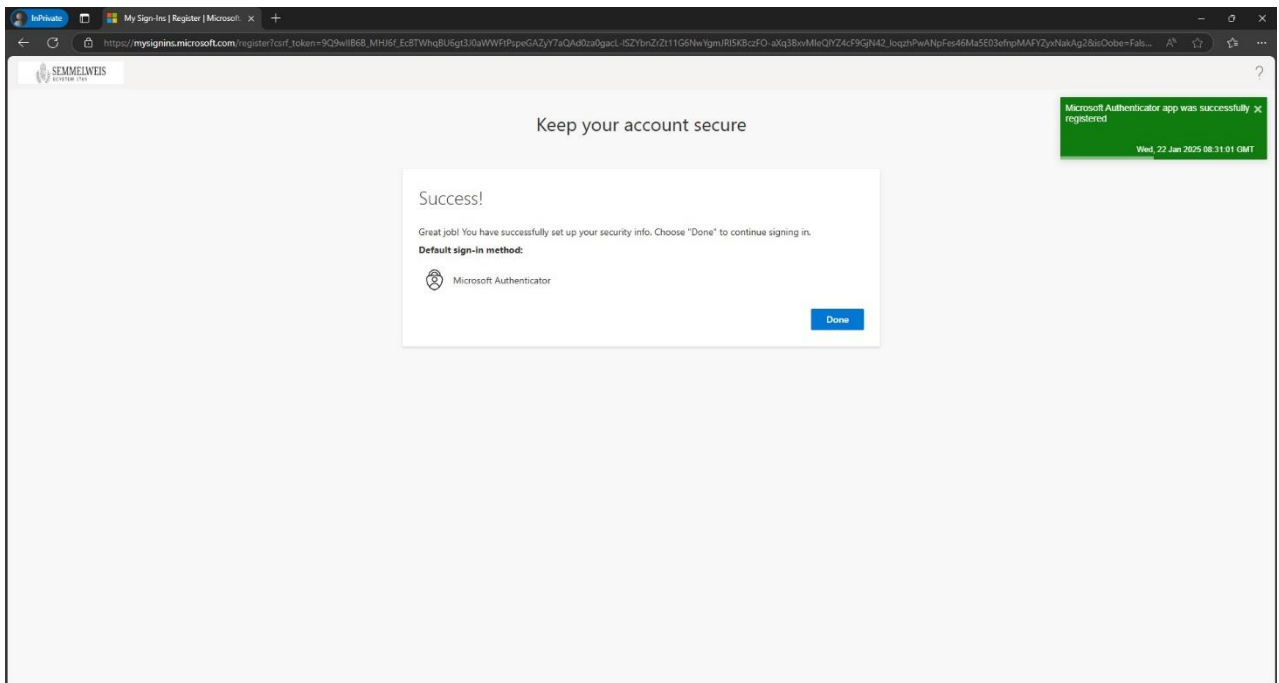 InPrivate
My Sign-Ins | Register | Microsoft
SEMMELWEIS
Keep your account secure
Microsoft Authenticator app was successfully
registered
Wed, 22 Jan 2025 08:31:01 GMT
Success!
Great job! You have successfully set up your security info. Choose "Done" to continue signing in.
Default sign-in method:
Microsoft Authenticator
Done